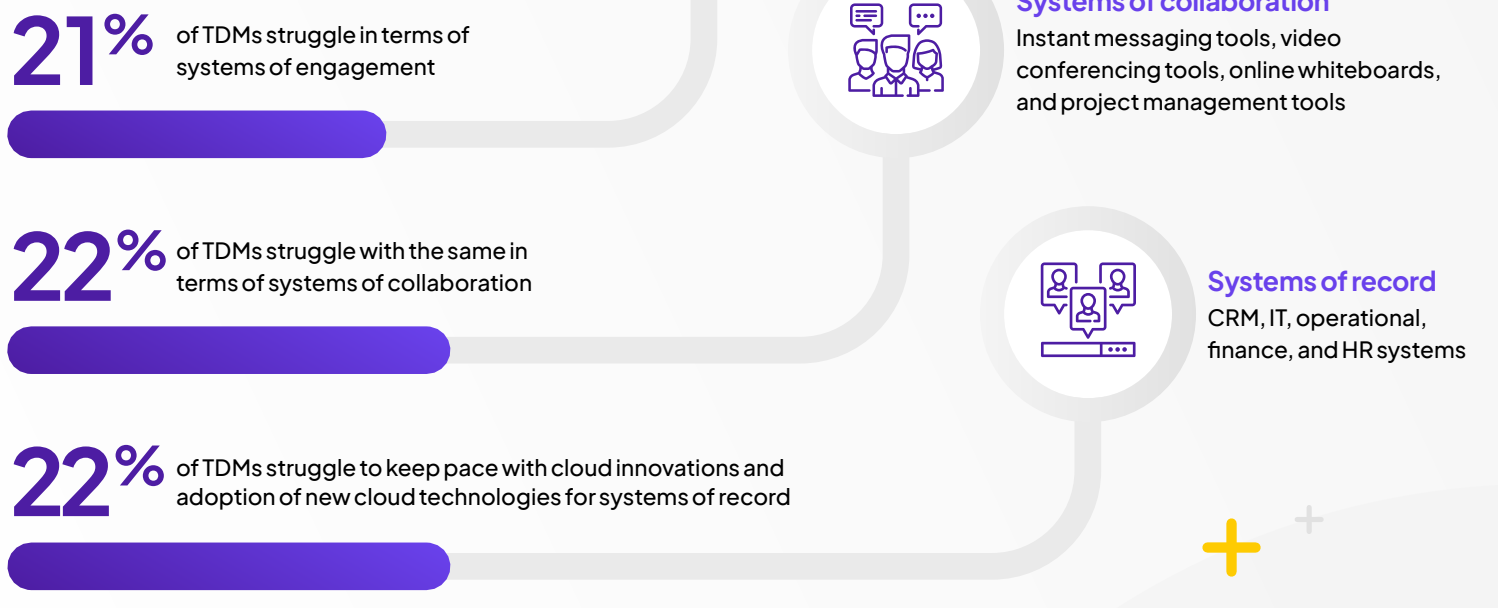 21% of TDMs struggle in terms of
systems of engagement
Systems of collaboration
Instant messaging tools, video
conferencing tools, online whiteboards,
and project management tools
22% of TDMs struggle with the same in
terms of systems of collaboration
Systems of record
CRM, IT, operational,
finance, and HR systems
22% of TDMs struggle to keep pace with cloud innovations and
adoption of new cloud technologies for systems of record